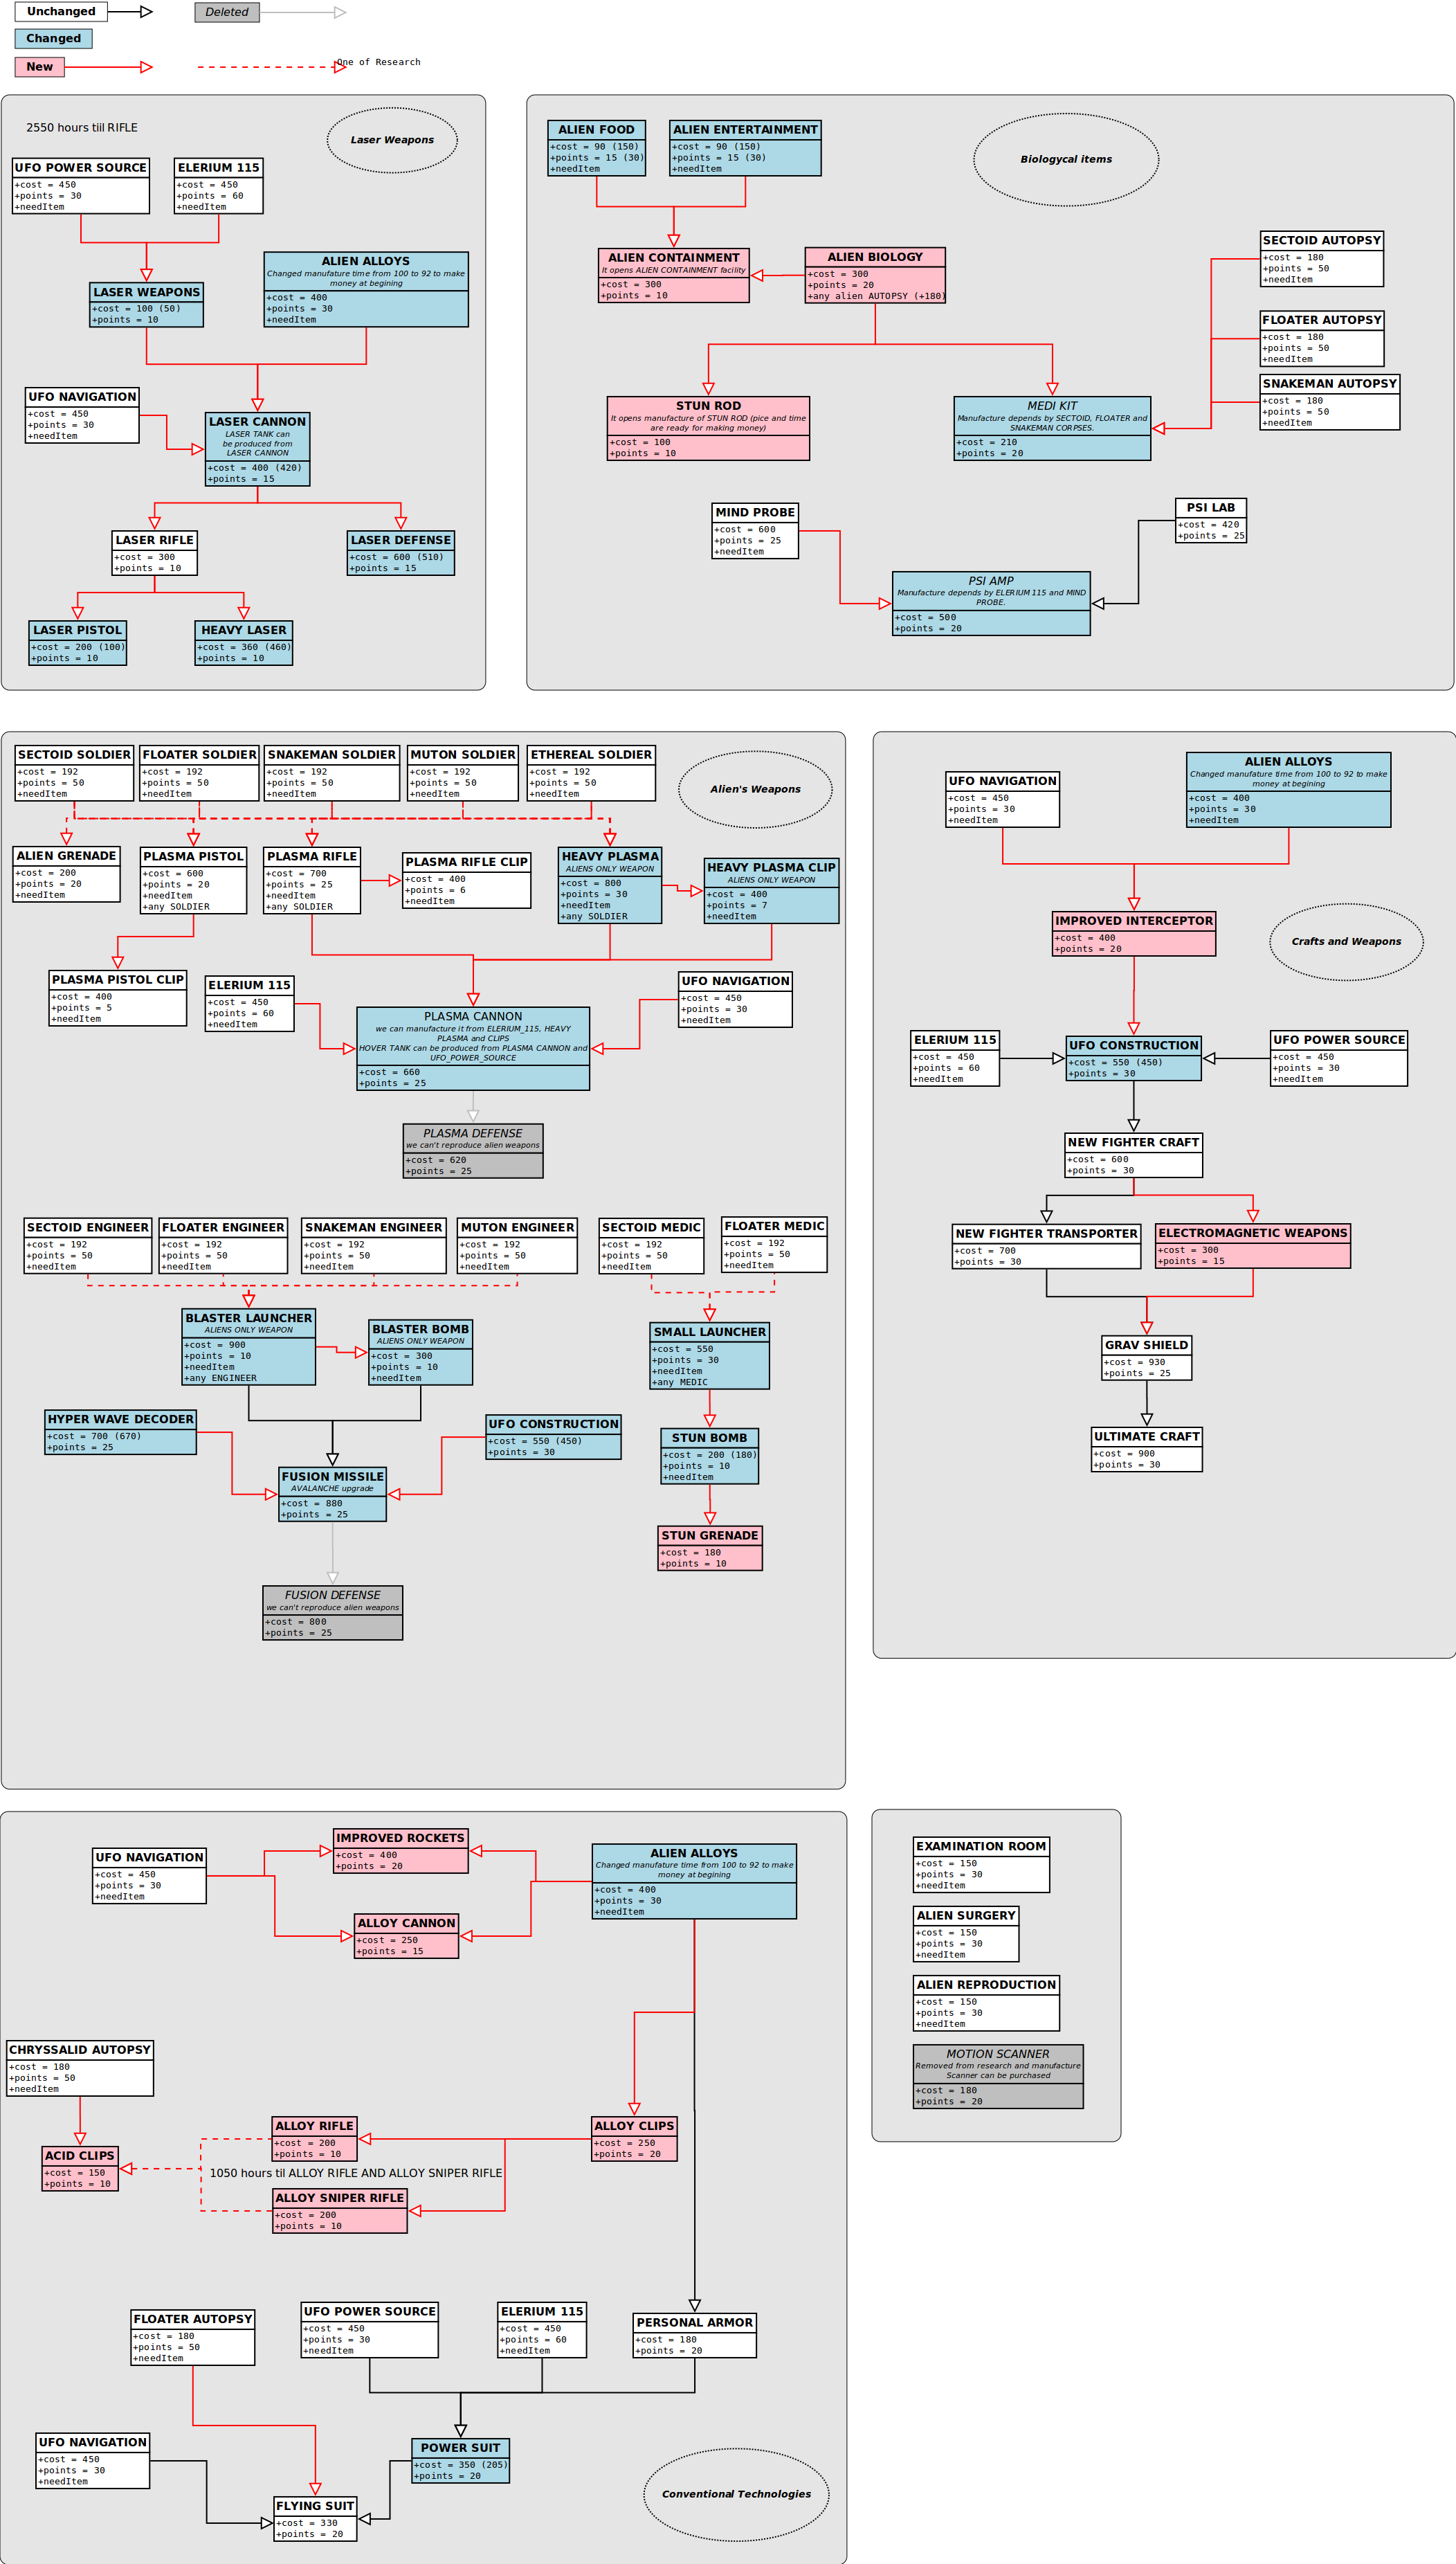 Unchanged
Deleted
Changed
New
One of Research
2550 hours tiil RIFLE
Laser Weapons
UFO POWER SOURCE
+cost = 450
+points = 30
+needItem
ELERIUM 115
+cost = 450
+points = 60
+needItem
ALIEN ALLOYS
Changed manufature time from 100 to 92 to make
money at begining
+cost = 400
+points = 30
+needItem
LASER WEAPONS
+cost = 100 (50)
+points = 10
UFO NAVIGATION
+cost = 450
+points = 30
+needItem
LASER CANNON
LASER TANK can
be produced from
LASER CANNON
+cost = 400 (420)
+points = 15
LASER RIFLE
+cost = 300
+points = 10
LASER DEFENSE
+cost = 600 (510)
+points = 15
LASER PISTOL
+cost = 200 (100)
+points = 10
HEAVY LASER
+cost = 360 (460)
+points = 10
ALIEN FOOD
+cost = 90 (150)
+points = 15 (30)
+needItem
ALIEN ENTERTAINMENT
+cost = 90 (150)
+points = 15 (30)
+needItem
Biologycal items
ALIEN CONTAINMENT
It opens ALIEN CONTAINMENT facility
+cost = 300
+points = 10
ALIEN BIOLOGY
+cost = 300
+points = 20
+any alien AUTOPSY (+180)
SECTOID AUTOPSY
+cost = 180
+points = 50
+needItem
FLOATER AUTOPSY
+cost = 180
+points = 50
+needItem
SNAKEMAN AUTOPSY
+cost = 180
+points = 50
+needItem
STUN ROD
It opens manufacture of STUN ROD (pice and time
are ready for making money)
+cost = 100
+points = 10
MEDI KIT
Manufacture depends by SECTOID, FLOATER and
SNAKEMAN CORPSES.
+cost = 210
+points = 20
MIND PROBE
+cost = 600
+points = 25
+needItem
PSI LAB
+cost = 420
+points = 25
PSI AMP
Manufacture depends by ELERIUM 115 and MIND
PROBE.
+cost = 500
+points = 20
SECTOID SOLDIER
+cost = 192
+points = 50
+needItem
FLOATER SOLDIER
+cost = 192
+points = 50
+needItem
SNAKEMAN SOLDIER
+cost = 192
+points = 50
+needItem
MUTON SOLDIER
+cost = 192
+points = 50
+needItem
ETHEREAL SOLDIER
+cost = 192
+points = 50
+needItem
Alien's Weapons
ALIEN GRENADE
+cost = 200
+points = 20
+needItem
PLASMA PISTOL
+cost = 600
+points = 20
+needItem
+any SOLDIER
PLASMA RIFLE
+cost = 700
+points = 25
+needItem
+any SOLDIER
PLASMA RIFLE CLIP
+cost = 400
+points = 6
+needItem
HEAVY PLASMA
ALIENS ONLY WEAPON
+cost = 800
+points = 30
+needItem
+any SOLDIER
HEAVY PLASMA CLIP
ALIENS ONLY WEAPON
+cost = 400
+points = 7
+needItem
PLASMA PISTOL CLIP
+cost = 400
+points = 5
+needItem
ELERIUM 115
+cost = 450
+points = 60
+needItem
UFO NAVIGATION
+cost = 450
+points = 30
+needItem
PLASMA CANNON
we can manufacture it from ELERIUM_115, HEAVY
PLASMA and CLIPS
HOVER TANK can be produced from PLASMA CANNON and
UFO_POWER_SOURCE
+cost = 660
+points = 25
PLASMA DEFENSE
we can't reproduce alien weapons
+cost = 620
+points = 25
SECTOID ENGINEER
+cost = 192
+points = 50
+needItem
FLOATER ENGINEER
+cost = 192
+points = 50
+needItem
SNAKEMAN ENGINEER
+cost = 192
+points = 50
+needItem
MUTON ENGINEER
+cost = 192
+points = 50
+needItem
SECTOID MEDIC
+cost = 192
+points = 50
+needItem
FLOATER MEDIC
+cost = 192
+points = 50
+needItem
BLASTER LAUNCHER
ALIENS ONLY WEAPON
+cost = 900
+points = 10
+needItem
+any ENGINEER
BLASTER BOMB
ALIENS ONLY WEAPON
+cost = 300
+points = 10
+needItem
SMALL LAUNCHER
+cost = 550
+points = 30
+needItem
+any MEDIC
HYPER WAVE DECODER
+cost = 700 (670)
+points = 25
UFO CONSTRUCTION
+cost = 550 (450)
+points = 30
STUN BOMB
+cost = 200 (180)
+points = 10
+needItem
FUSION MISSILE
AVALANCHE upgrade
+cost = 880
+points = 25
STUN GRENADE
+cost = 180
+points = 10
FUSION DEFENSE
we can't reproduce alien weapons
+cost = 800
+points = 25
UFO NAVIGATION
+cost = 450
+points = 30
+needItem
ALIEN ALLOYS
Changed manufature time from 100 to 92 to make
money at begining
+cost = 400
+points = 30
+needItem
IMPROVED INTERCEPTOR
+cost = 400
+points = 20
Crafts and Weapons
ELERIUM 115
+cost = 450
+points = 60
+needItem
UFO CONSTRUCTION
+cost = 550 (450)
+points = 30
UFO POWER SOURCE
+cost = 450
+points = 30
+needItem
NEW FIGHTER CRAFT
+cost = 600
+points = 30
NEW FIGHTER TRANSPORTER
+cost = 700
+points = 30
ELECTROMAGNETIC WEAPONS
+cost = 300
+points = 15
GRAV SHIELD
+cost = 930
+points = 25
ULTIMATE CRAFT
+cost = 900
+points = 30
UFO NAVIGATION
+cost = 450
+points = 30
+needItem
IMPROVED ROCKETS
+cost = 400
+points = 20
ALIEN ALLOYS
Changed manufature time from 100 to 92 to make
money at begining
+cost = 400
+points = 30
+needItem
ALLOY CANNON
+cost = 250
+points = 15
CHRYSSALID AUTOPSY
+cost = 180
+points = 50
+needItem
ACID CLIPS
+cost = 150
+points = 10
ALLOY RIFLE
+cost = 200
+points = 10
ALLOY CLIPS
+cost = 250
+points = 20
1050 hours til ALLOY RIFLE AND ALLOY SNIPER RIFLE
ALLOY SNIPER RIFLE
+cost = 200
+points = 10
FLOATER AUTOPSY
+cost = 180
+points = 50
+needItem
UFO POWER SOURCE
+cost = 450
+points = 30
+needItem
ELERIUM 115
+cost = 450
+points = 60
+needItem
PERSONAL ARMOR
+cost = 180
+points = 20
UFO NAVIGATION
+cost = 450
+points = 30
+needItem
POWER SUIT
+cost = 350 (205)
+points = 20
FLYING SUIT
+cost = 330
+points = 20
Conventional Technologies
EXAMINATION ROOM
+cost = 150
+points = 30
+needItem
ALIEN SURGERY
+cost = 150
+points = 30
+needItem
ALIEN REPRODUCTION
+cost = 150
+points = 30
+needItem
MOTION SCANNER
Removed from research and manufacture
Scanner can be purchased
+cost = 180
+points = 20